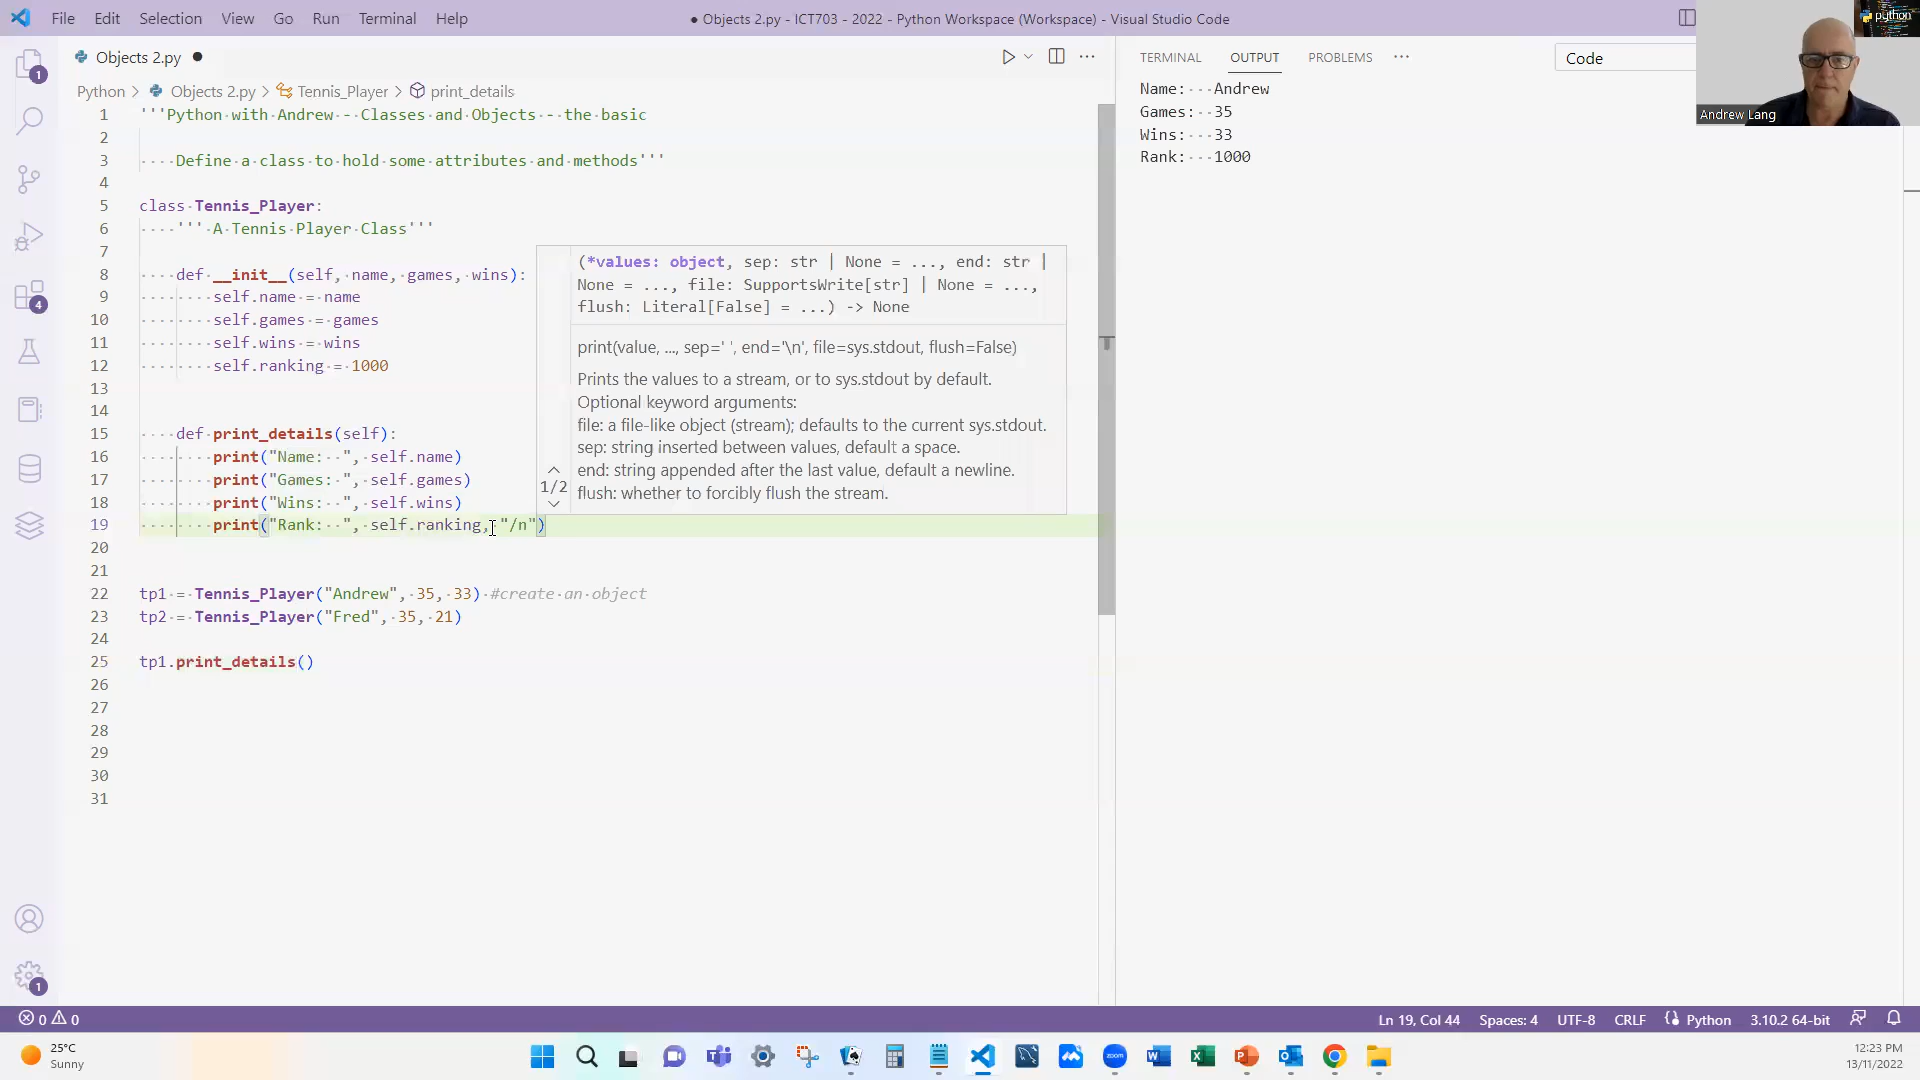 File Edit Selection View Go Run Terminal Help
● Objects 2.py - ICT703 - 2022 - Python Workspace (Workspace) - Visual Studio Code
python
Andrew Lang
Objects 2.py ●
Python > Objects 2.py > Tennis_Player > print_details
1 '''Python with Andrew - Classes and Objects - the basic
2
3 Define a class to hold some attributes and methods'''
4
5 class Tennis_Player:
6 ''' A Tennis Player Class'''
7
8 def __init__(self, name, games, wins):
9 self.name = name
10 self.games = games
11 self.wins = wins
12 self.ranking = 1000
13
14
15 def print_details(self):
16 print("Name:  ", self.name)
17 print("Games: ", self.games)
18 print("Wins:  ", self.wins)
19 print("Rank:  ", self.ranking, "/n")
20
21
22 tp1 = Tennis_Player("Andrew", 35, 33) #create an object
23 tp2 = Tennis_Player("Fred", 35, 21)
24
25 tp1.print_details()
26
27
28
29
30
31
(*values: object, sep: str | None = ..., end: str |
None = ..., file: SupportsWrite[str] | None = ...,
flush: Literal[False] = ...) -> None
print(value, ..., sep=' ', end='\n', file=sys.stdout, flush=False)
Prints the values to a stream, or to sys.stdout by default.
Optional keyword arguments:
file: a file-like object (stream); defaults to the current sys.stdout.
sep: string inserted between values, default a space.
end: string appended after the last value, default a newline.
flush: whether to forcibly flush the stream.
1/2
TERMINAL OUTPUT PROBLEMS ··· Code
Name:   Andrew
Games:  35
Wins:   33
Rank:   1000
1
4
1
0 0
Ln 19, Col 44 Spaces: 4 UTF-8 CRLF Python 3.10.2 64-bit
25°C
Sunny
zoom
12:23 PM
13/11/2022